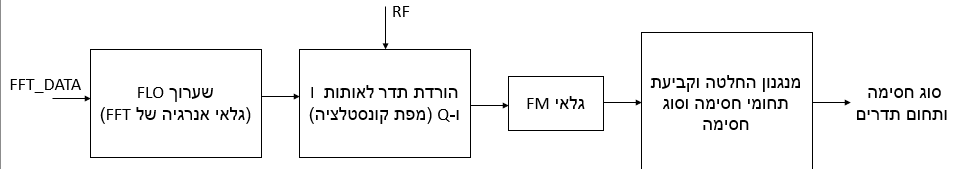 RF
FFT_DATA
שערוך FLO
(גלאי אנרגיה של FFT)
הורדת תדר לאותות I
ו-Q (מפת קונסטלציה)
גלאי FM
מנגנון החלטה וקביעת
תחומי חסימה וסוג
חסימה
סוג חסימה
ותחום תדרים